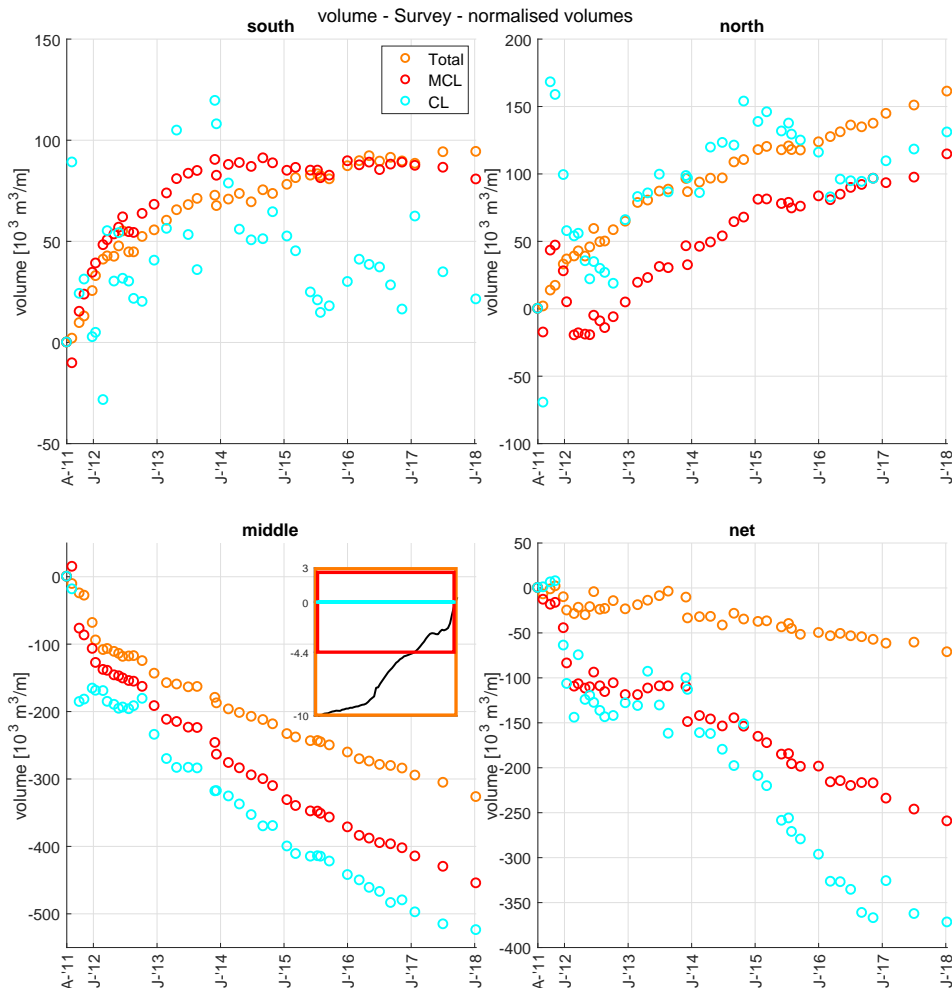 volume - Survey - normalised volumes
south
north
150
100
50
0
-50
volume [10³ m³/m]
Total
MCL
CL
A-'11
J-'12
J-'13
J-'14
J-'15
J-'16
J-'17
J-'18
200
150
100
50
0
-50
-100
volume [10³ m³/m]
A-'11
J-'12
J-'13
J-'14
J-'15
J-'16
J-'17
J-'18
middle
net
0
-100
-200
-300
-400
-500
volume [10³ m³/m]
3
0
-4,4
-10
A-'11
J-'12
J-'13
J-'14
J-'15
J-'16
J-'17
J-'18
50
0
-50
-100
-150
-200
-250
-300
-350
-400
volume [10³ m³/m]
A-'11
J-'12
J-'13
J-'14
J-'15
J-'16
J-'17
J-'18